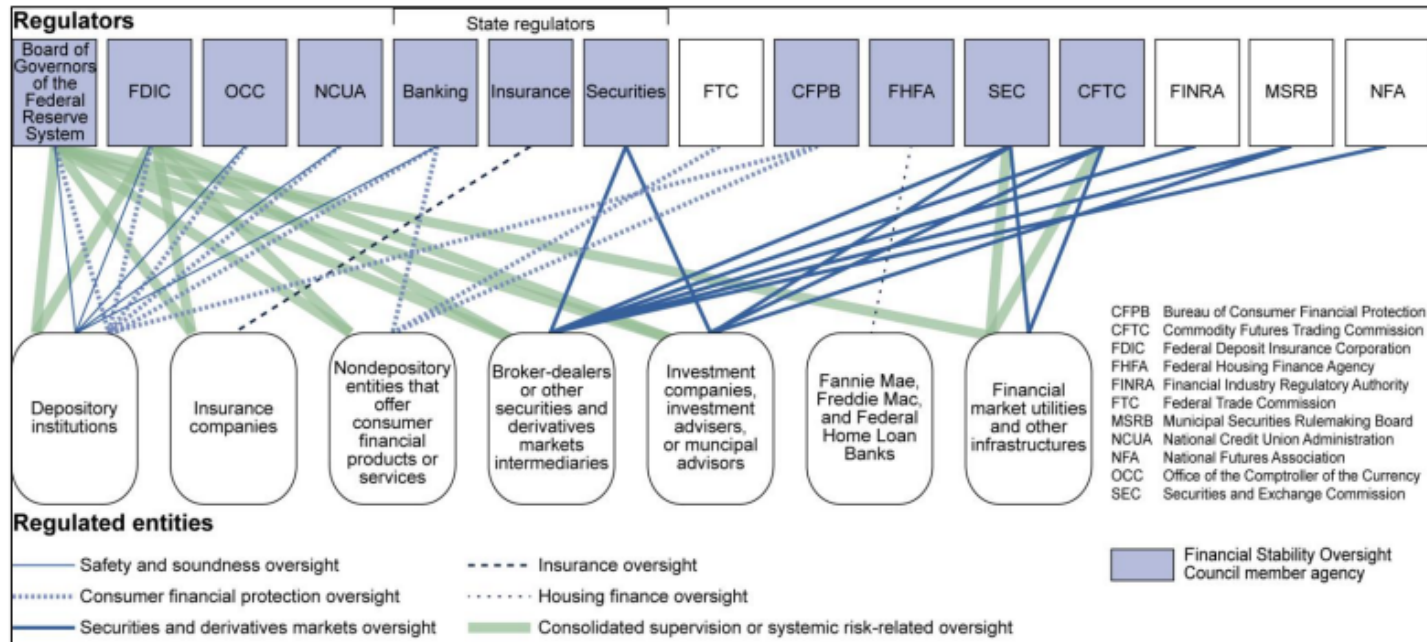 Regulators
State regulators
Board of
Governors
of the
Federal
Reserve
System
FDIC
OCC
NCUA
Banking
Insurance
Securities
FTC
CFPB
FHFA
SEC
CFTC
FINRA
MSRB
NFA
Depository
institutions
Insurance
companies
Nondepository
entities that
offer
consumer
financial
products or
services
Broker-dealers
or other
securities and
derivatives
markets
intermediaries
Investment
companies,
investment
advisers,
or muncipal
advisors
Fannie Mae,
Freddie Mac,
and Federal
Home Loan
Banks
Financial
market utilities
and other
infrastructures
CFPB Bureau of Consumer Financial Protection
CFTC Commodity Futures Trading Commission
FDIC Federal Deposit Insurance Corporation
FHFA Federal Housing Finance Agency
FINRA Financial Industry Regulatory Authority
FTC Federal Trade Commission
MSRB Municipal Securities Rulemaking Board
NCUA National Credit Union Administration
NFA National Futures Association
OCC Office of the Comptroller of the Currency
SEC Securities and Exchange Commission
Regulated entities
Safety and soundness oversight
Consumer financial protection oversight
Securities and derivatives markets oversight
Insurance oversight
Housing finance oversight
Consolidated supervision or systemic risk-related oversight
Financial Stability Oversight
Council member agency